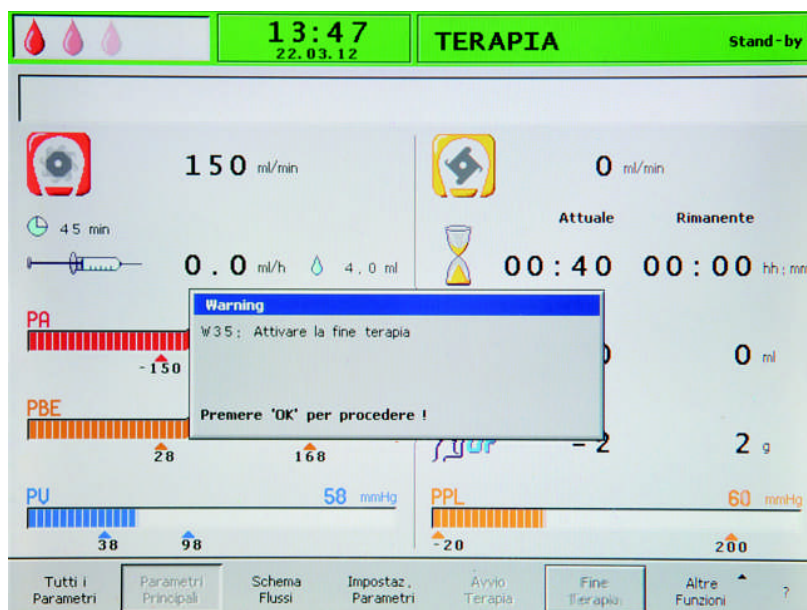 13:47
22.03.12
TERAPIA
Stand-by
150 ml/min
0 ml/min
45 min
Attuale Rimanente
0.0 ml/h 4.0 ml
00:40 00:00 hh:mm
Warning
W35: Attivare la fine terapia
Premere 'OK' per procedere !
PA
-150
0 ml
PBE
28 168
-2 2 g
PV 58 mmHg
38 98
PPL 60 mmHg
-20 200
Tutti i Parametri
Parametri Principali
Schema Flussi
Impostaz. Parametri
Avvio Terapia
Fine Terapia
Altre Funzioni
?